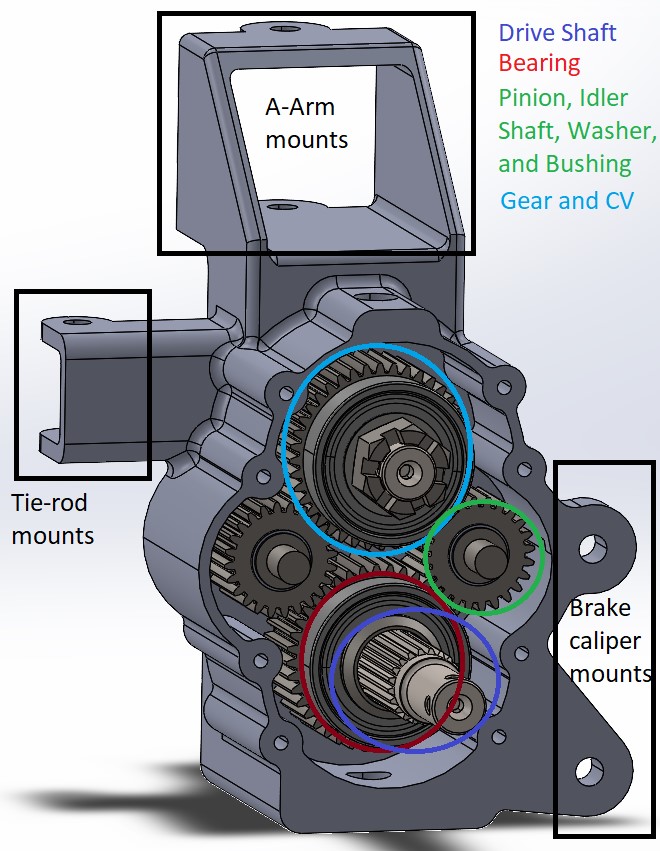 Drive Shaft
Bearing
Pinion, Idler
Shaft, Washer,
and Bushing
Gear and CV
A-Arm
mounts
Tie-rod
mounts
Brake
caliper
mounts